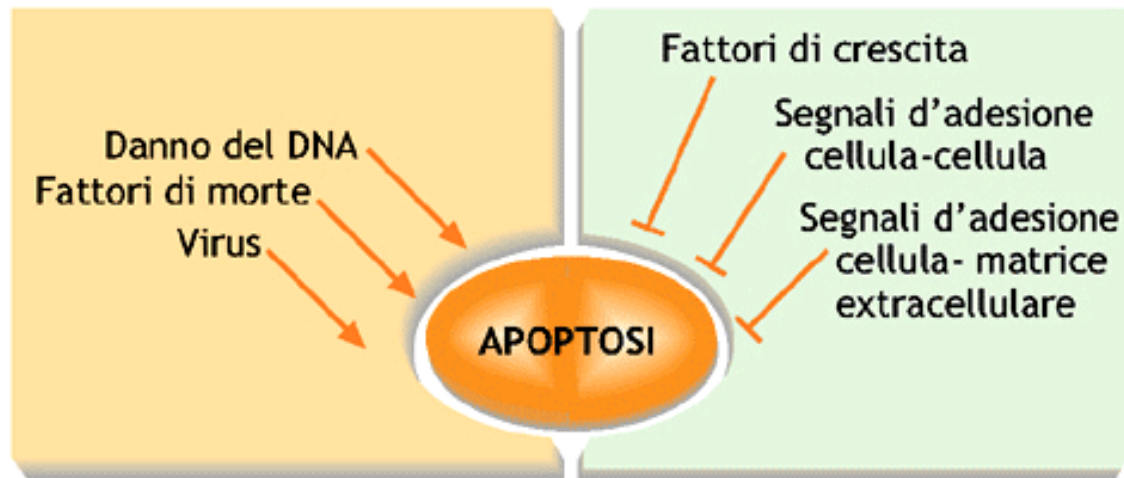 Danno del DNA
Fattori di morte
Virus
Fattori di crescita
Segnali d'adesione
cellula-cellula
Segnali d'adesione
cellula- matrice
extracellulare
APOPTOSI